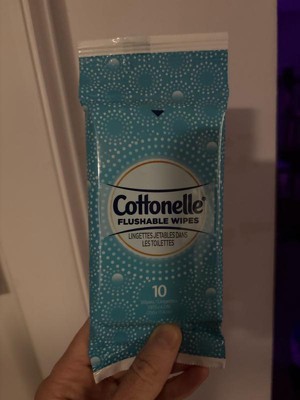 Cottonelle®
FLUSHABLE WIPES
LINGETTES JETABLES DANS
LES TOILETTES
10